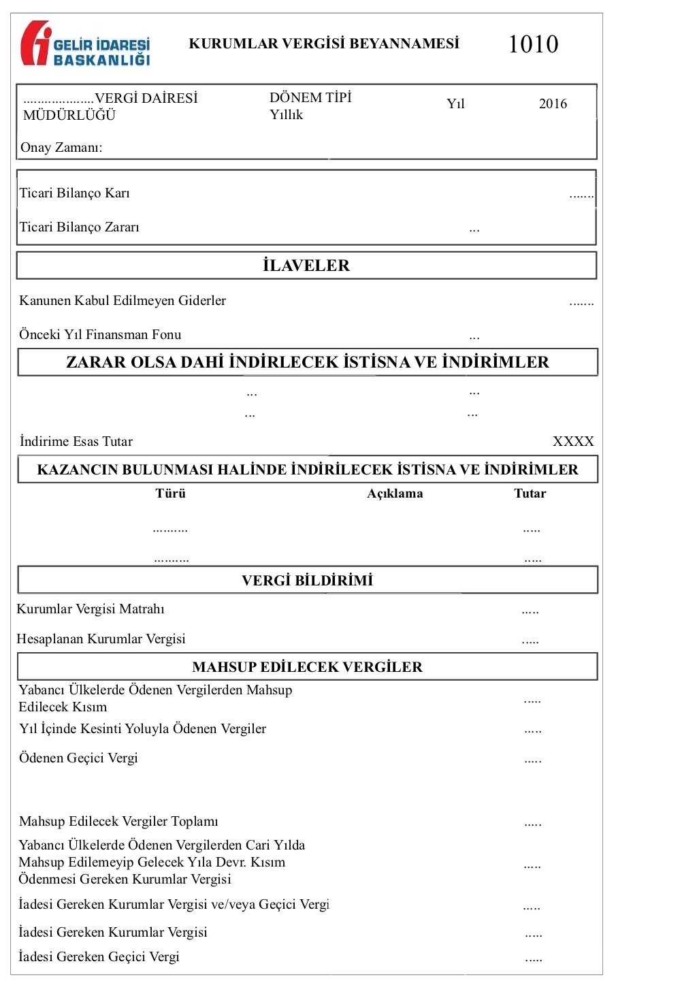 GELİR İDARESİ
BAŞKANLIĞI
KURUMLAR VERGİSİ BEYANNAMESİ
1010
....................VERGİ DAİRESİ
MÜDÜRLÜĞÜ
DÖNEM TİPİ
Yıllık
Yıl
2016
Onay Zamanı:
Ticari Bilanço Karı .......
Ticari Bilanço Zararı ...
İLAVELER
Kanunen Kabul Edilmeyen Giderler .......
Önceki Yıl Finansman Fonu ...
ZARAR OLSA DAHİ İNDİRLECEK İSTİSNA VE İNDİRİMLER
... ...
... ...
İndirime Esas Tutar XXXX
KAZANCIN BULUNMASI HALİNDE İNDİRİLECEK İSTİSNA VE İNDİRİMLER
Türü Açıklama Tutar
.......... .....
.......... .....
VERGİ BİLDİRİMİ
Kurumlar Vergisi Matrahı .....
Hesaplanan Kurumlar Vergisi .....
MAHSUP EDİLECEK VERGİLER
Yabancı Ülkelerde Ödenen Vergilerden Mahsup
Edilecek Kısım .....
Yıl İçinde Kesinti Yoluyla Ödenen Vergiler .....
Ödenen Geçici Vergi .....
Mahsup Edilecek Vergiler Toplamı .....
Yabancı Ülkelerde Ödenen Vergilerden Cari Yılda
Mahsup Edilemeyip Gelecek Yıla Devr. Kısım .....
Ödenmesi Gereken Kurumlar Vergisi
İadesi Gereken Kurumlar Vergisi ve/veya Geçici Vergi .....
İadesi Gereken Kurumlar Vergisi .....
İadesi Gereken Geçici Vergi .....